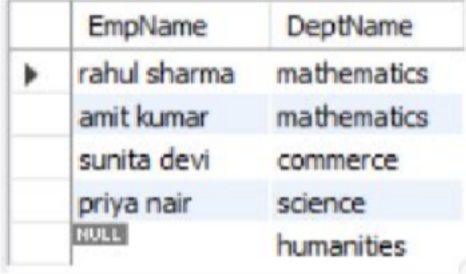 EmpName DeptName
rahul sharma mathematics
amit kumar mathematics
sunita devi commerce
priya nair science
NULL humanities